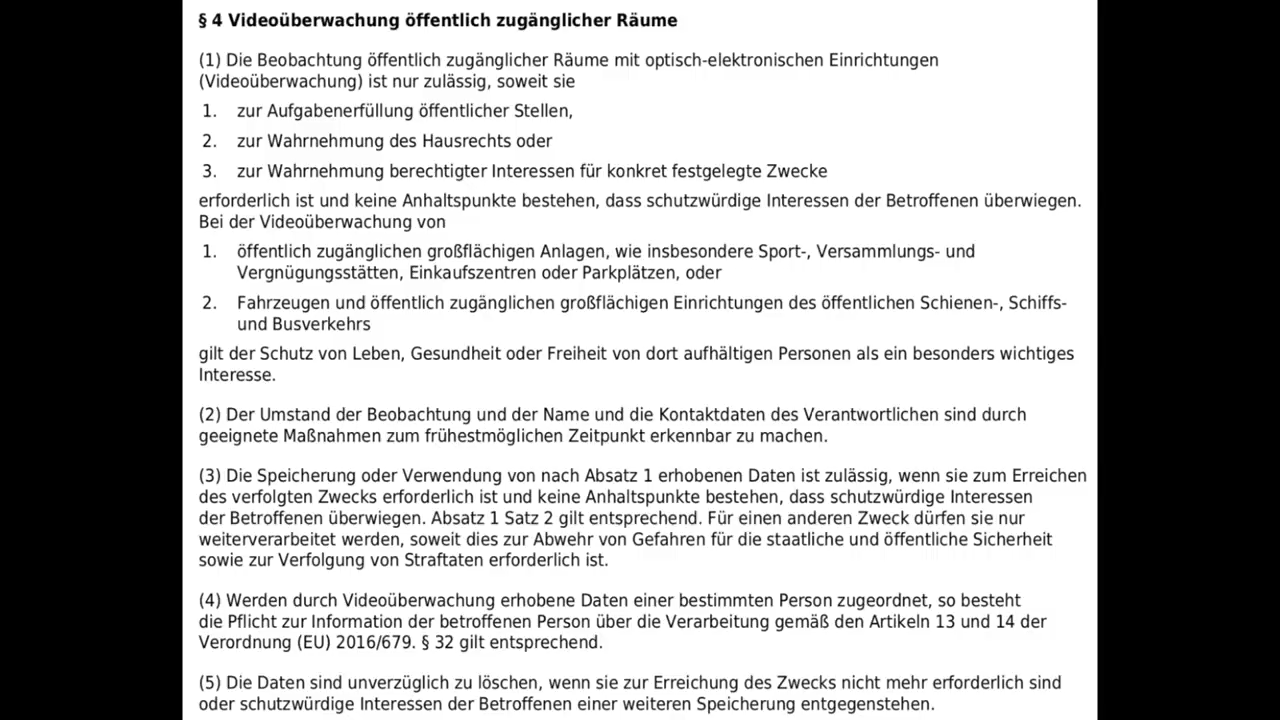 § 4 Videoüberwachung öffentlich zugänglicher Räume
(1) Die Beobachtung öffentlich zugänglicher Räume mit optisch-elektronischen Einrichtungen
(Videoüberwachung) ist nur zulässig, soweit sie
1. zur Aufgabenerfüllung öffentlicher Stellen,
2. zur Wahrnehmung des Hausrechts oder
3. zur Wahrnehmung berechtigter Interessen für konkret festgelegte Zwecke
erforderlich ist und keine Anhaltspunkte bestehen, dass schutzwürdige Interessen der Betroffenen überwiegen.
Bei der Videoüberwachung von
1. öffentlich zugänglichen großflächigen Anlagen, wie insbesondere Sport-, Versammlungs- und
Vergnügungsstätten, Einkaufszentren oder Parkplätzen, oder
2. Fahrzeugen und öffentlich zugänglichen großflächigen Einrichtungen des öffentlichen Schienen-, Schiffs-
und Busverkehrs
gilt der Schutz von Leben, Gesundheit oder Freiheit von dort aufhältigen Personen als ein besonders wichtiges
Interesse.
(2) Der Umstand der Beobachtung und der Name und die Kontaktdaten des Verantwortlichen sind durch
geeignete Maßnahmen zum frühestmöglichen Zeitpunkt erkennbar zu machen.
(3) Die Speicherung oder Verwendung von nach Absatz 1 erhobenen Daten ist zulässig, wenn sie zum Erreichen
des verfolgten Zwecks erforderlich ist und keine Anhaltspunkte bestehen, dass schutzwürdige Interessen
der Betroffenen überwiegen. Absatz 1 Satz 2 gilt entsprechend. Für einen anderen Zweck dürfen sie nur
weiterverarbeitet werden, soweit dies zur Abwehr von Gefahren für die staatliche und öffentliche Sicherheit
sowie zur Verfolgung von Straftaten erforderlich ist.
(4) Werden durch Videoüberwachung erhobene Daten einer bestimmten Person zugeordnet, so besteht
die Pflicht zur Information der betroffenen Person über die Verarbeitung gemäß den Artikeln 13 und 14 der
Verordnung (EU) 2016/679. § 32 gilt entsprechend.
(5) Die Daten sind unverzüglich zu löschen, wenn sie zur Erreichung des Zwecks nicht mehr erforderlich sind
oder schutzwürdige Interessen der Betroffenen einer weiteren Speicherung entgegenstehen.